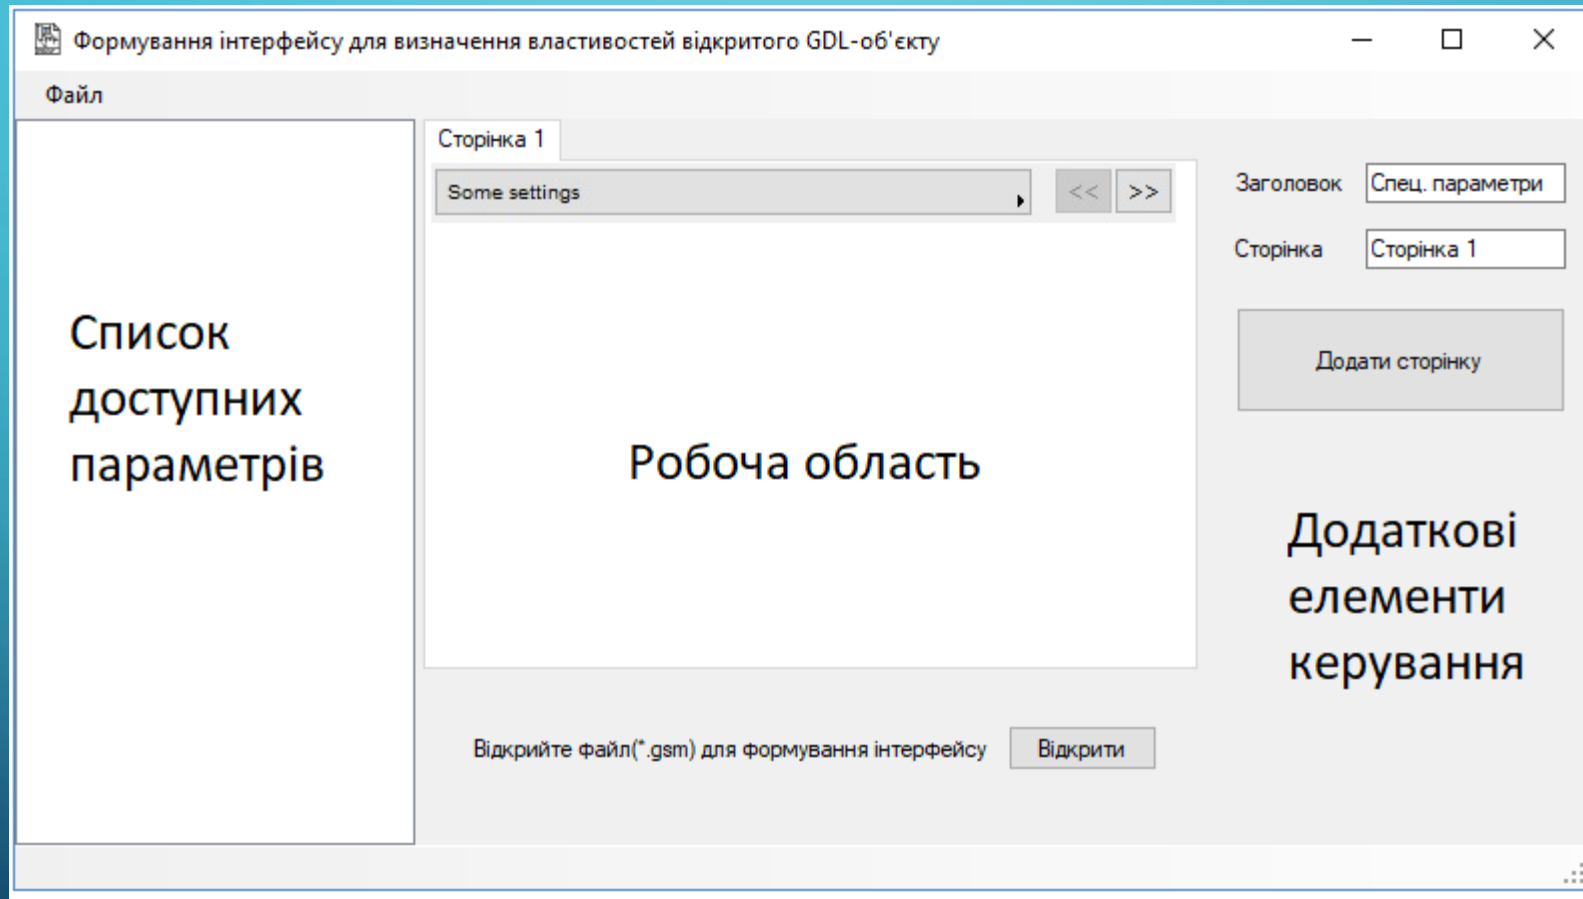 Формування інтерфейсу для визначення властивостей відкритого GDL-об'єкту
Файл
Список
доступних
параметрів
Сторінка 1
Some settings
<< >>
Робоча область
Відкрийте файл(*.gsm) для формування інтерфейсу Відкрити
Заголовок Спец. параметри
Сторінка Сторінка 1
Додати сторінку
Додаткові
елементи
керування